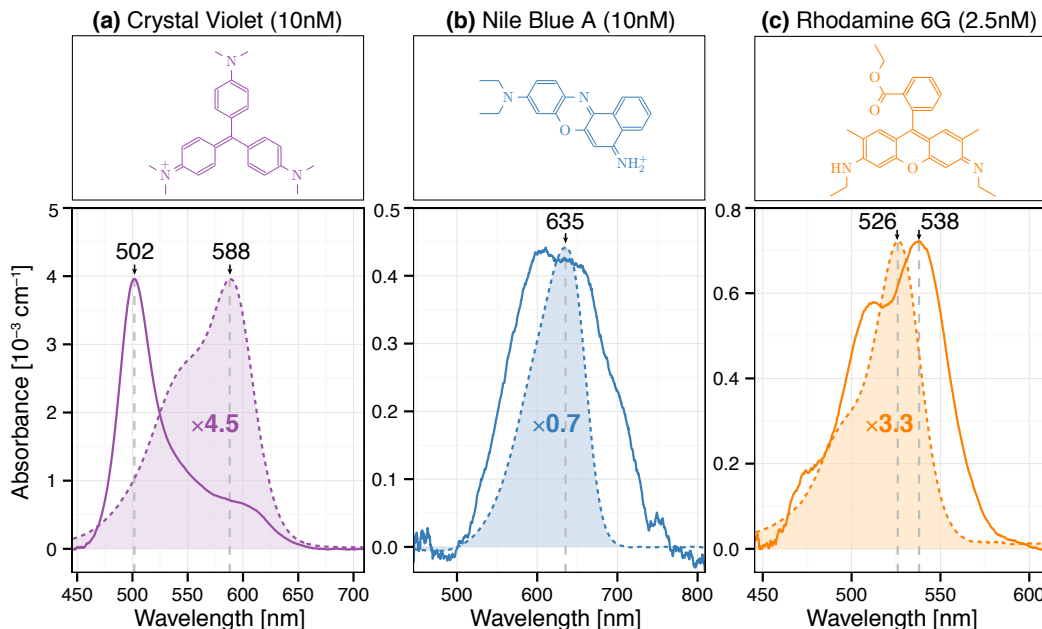 (a) Crystal Violet (10nM)
(b) Nile Blue A (10nM)
(c) Rhodamine 6G (2.5nM)
N
N
+
N
N
N
O
NH2+
O
O
HN
O
N
5
4
3
2
1
0
Absorbance [10−3 cm−1]
502
588
×4.5
450 500 550 600 650 700
Wavelength [nm]
0.5
0.4
0.3
0.2
0.1
0.0
635
×0.7
500 600 700 800
Wavelength [nm]
0.8
0.6
0.4
0.2
0.0
526
538
×3.3
450 500 550 600
Wavelength [nm]